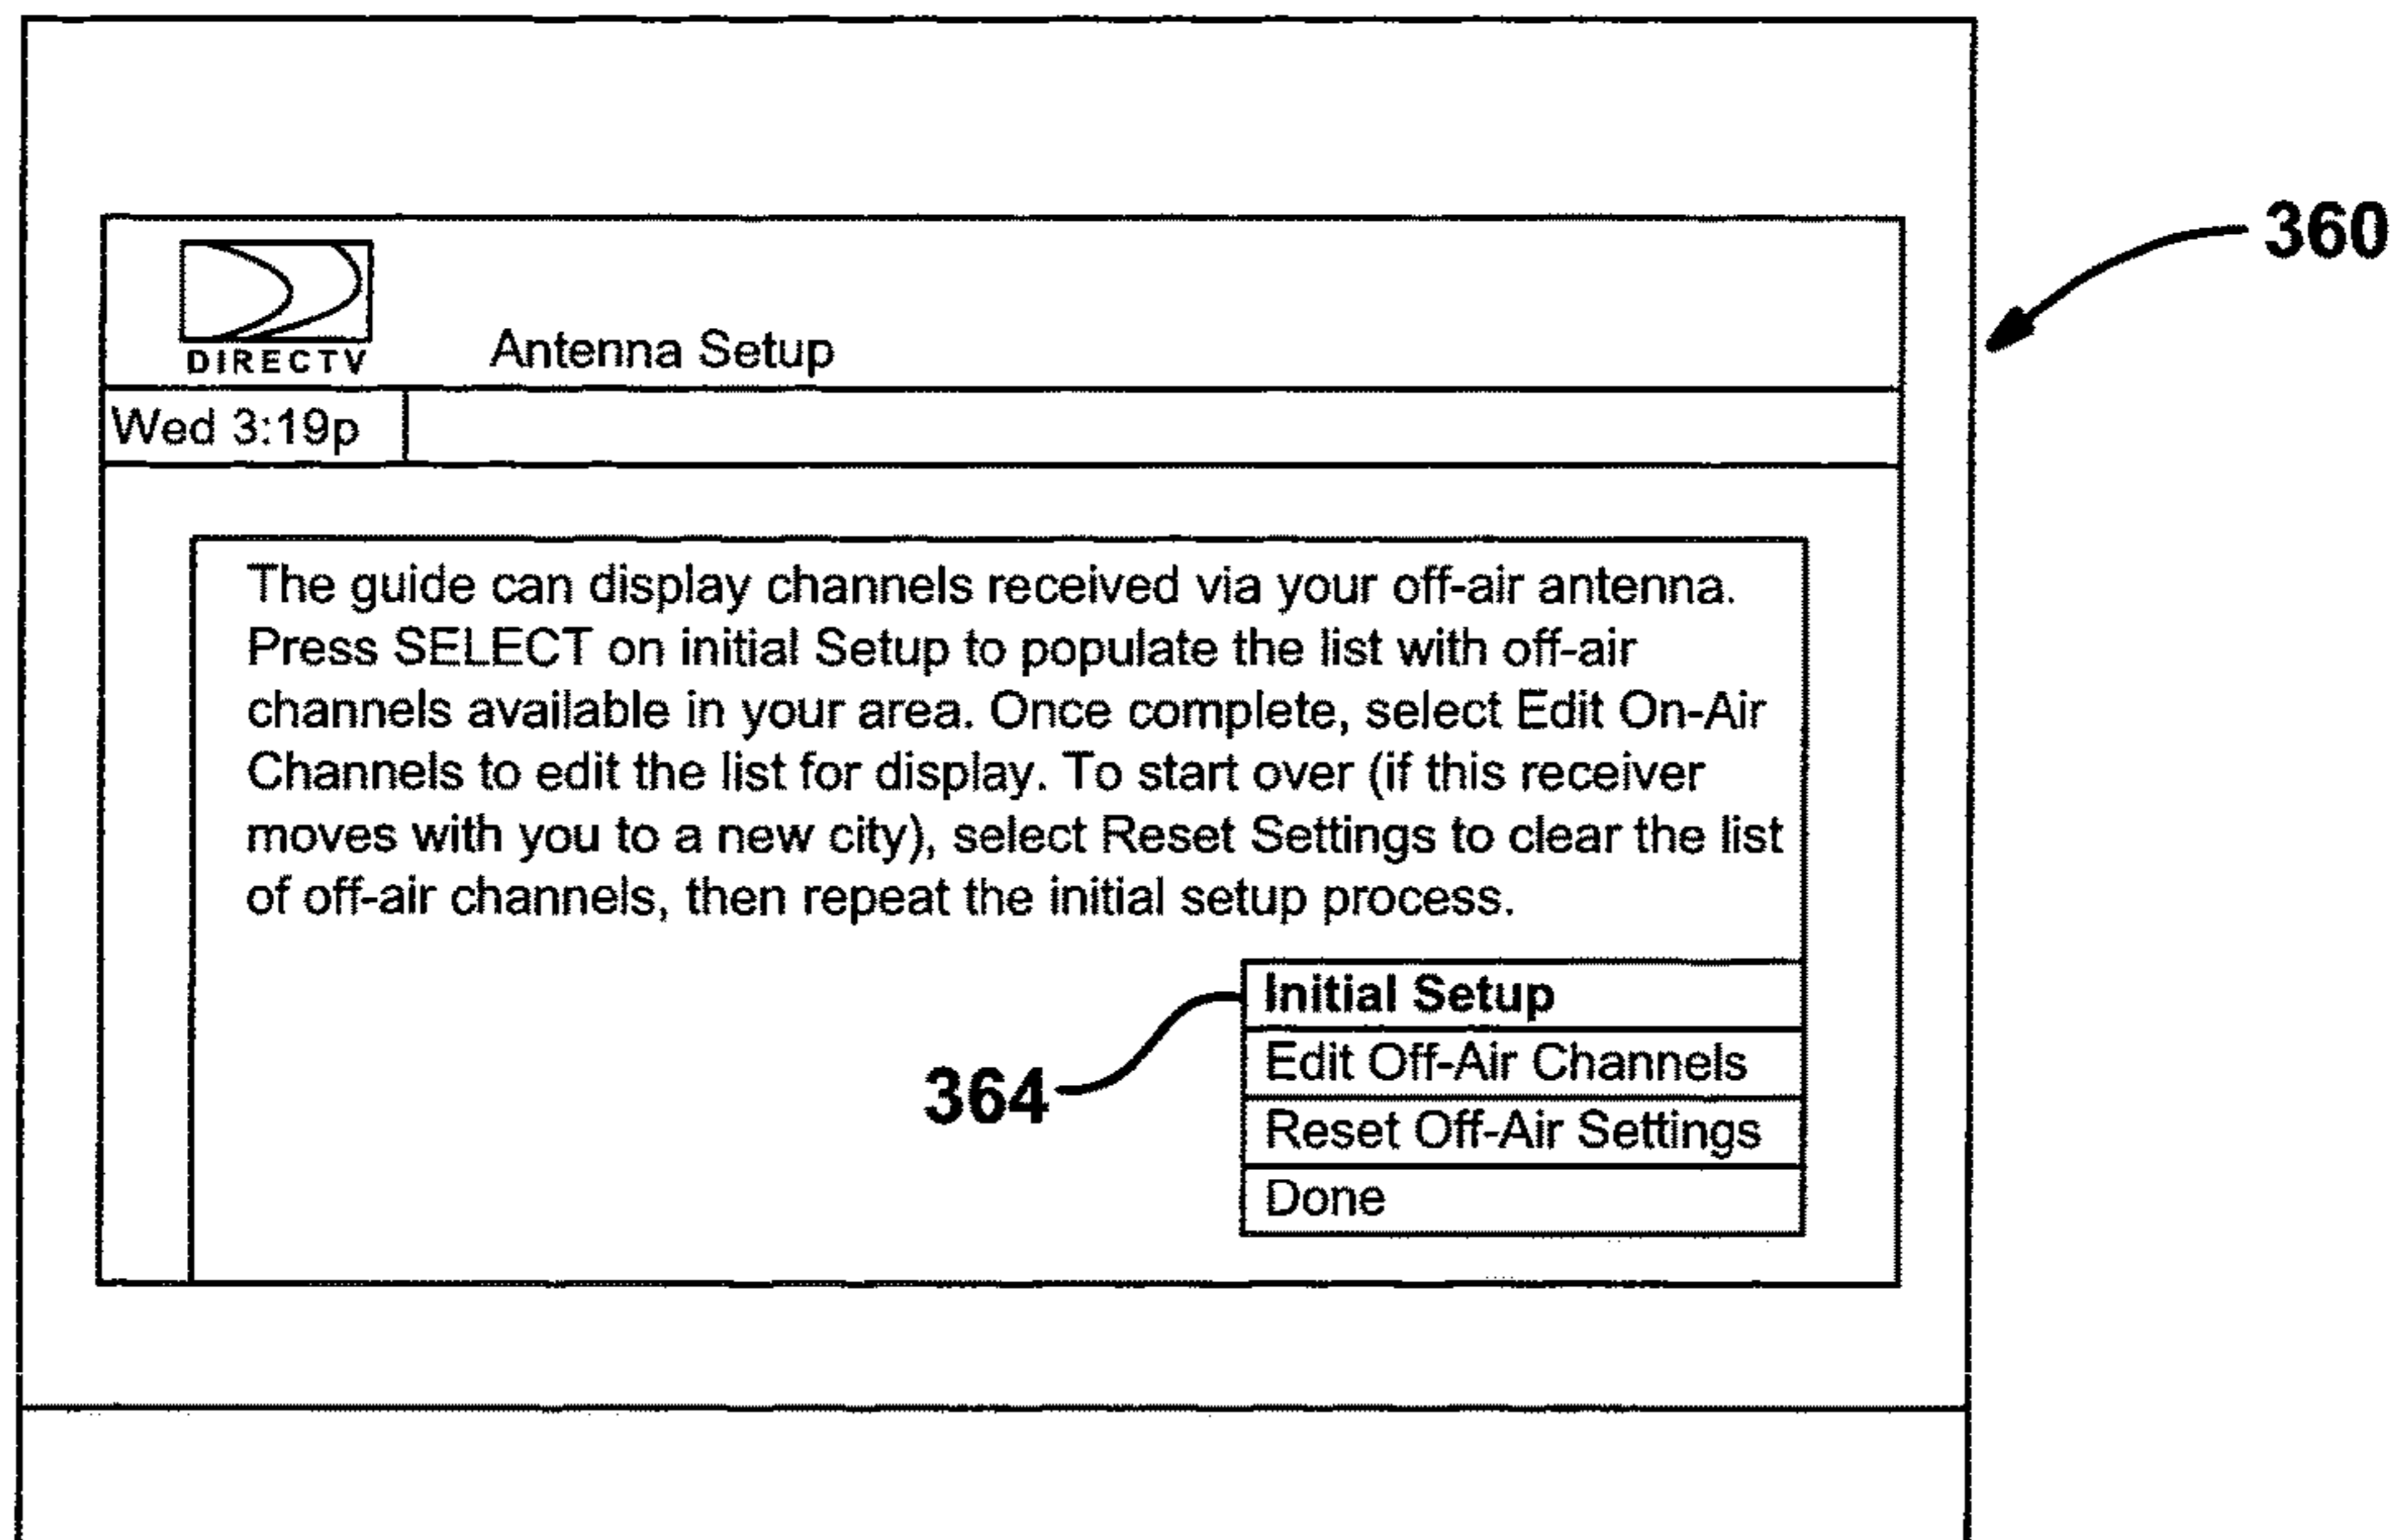 360
DIRECTV
Antenna Setup
Wed 3:19p
The guide can display channels received via your off-air antenna.
Press SELECT on initial Setup to populate the list with off-air
channels available in your area. Once complete, select Edit On-Air
Channels to edit the list for display. To start over (if this receiver
moves with you to a new city), select Reset Settings to clear the list
of off-air channels, then repeat the initial setup process.
Initial Setup
364
Edit Off-Air Channels
Reset Off-Air Settings
Done